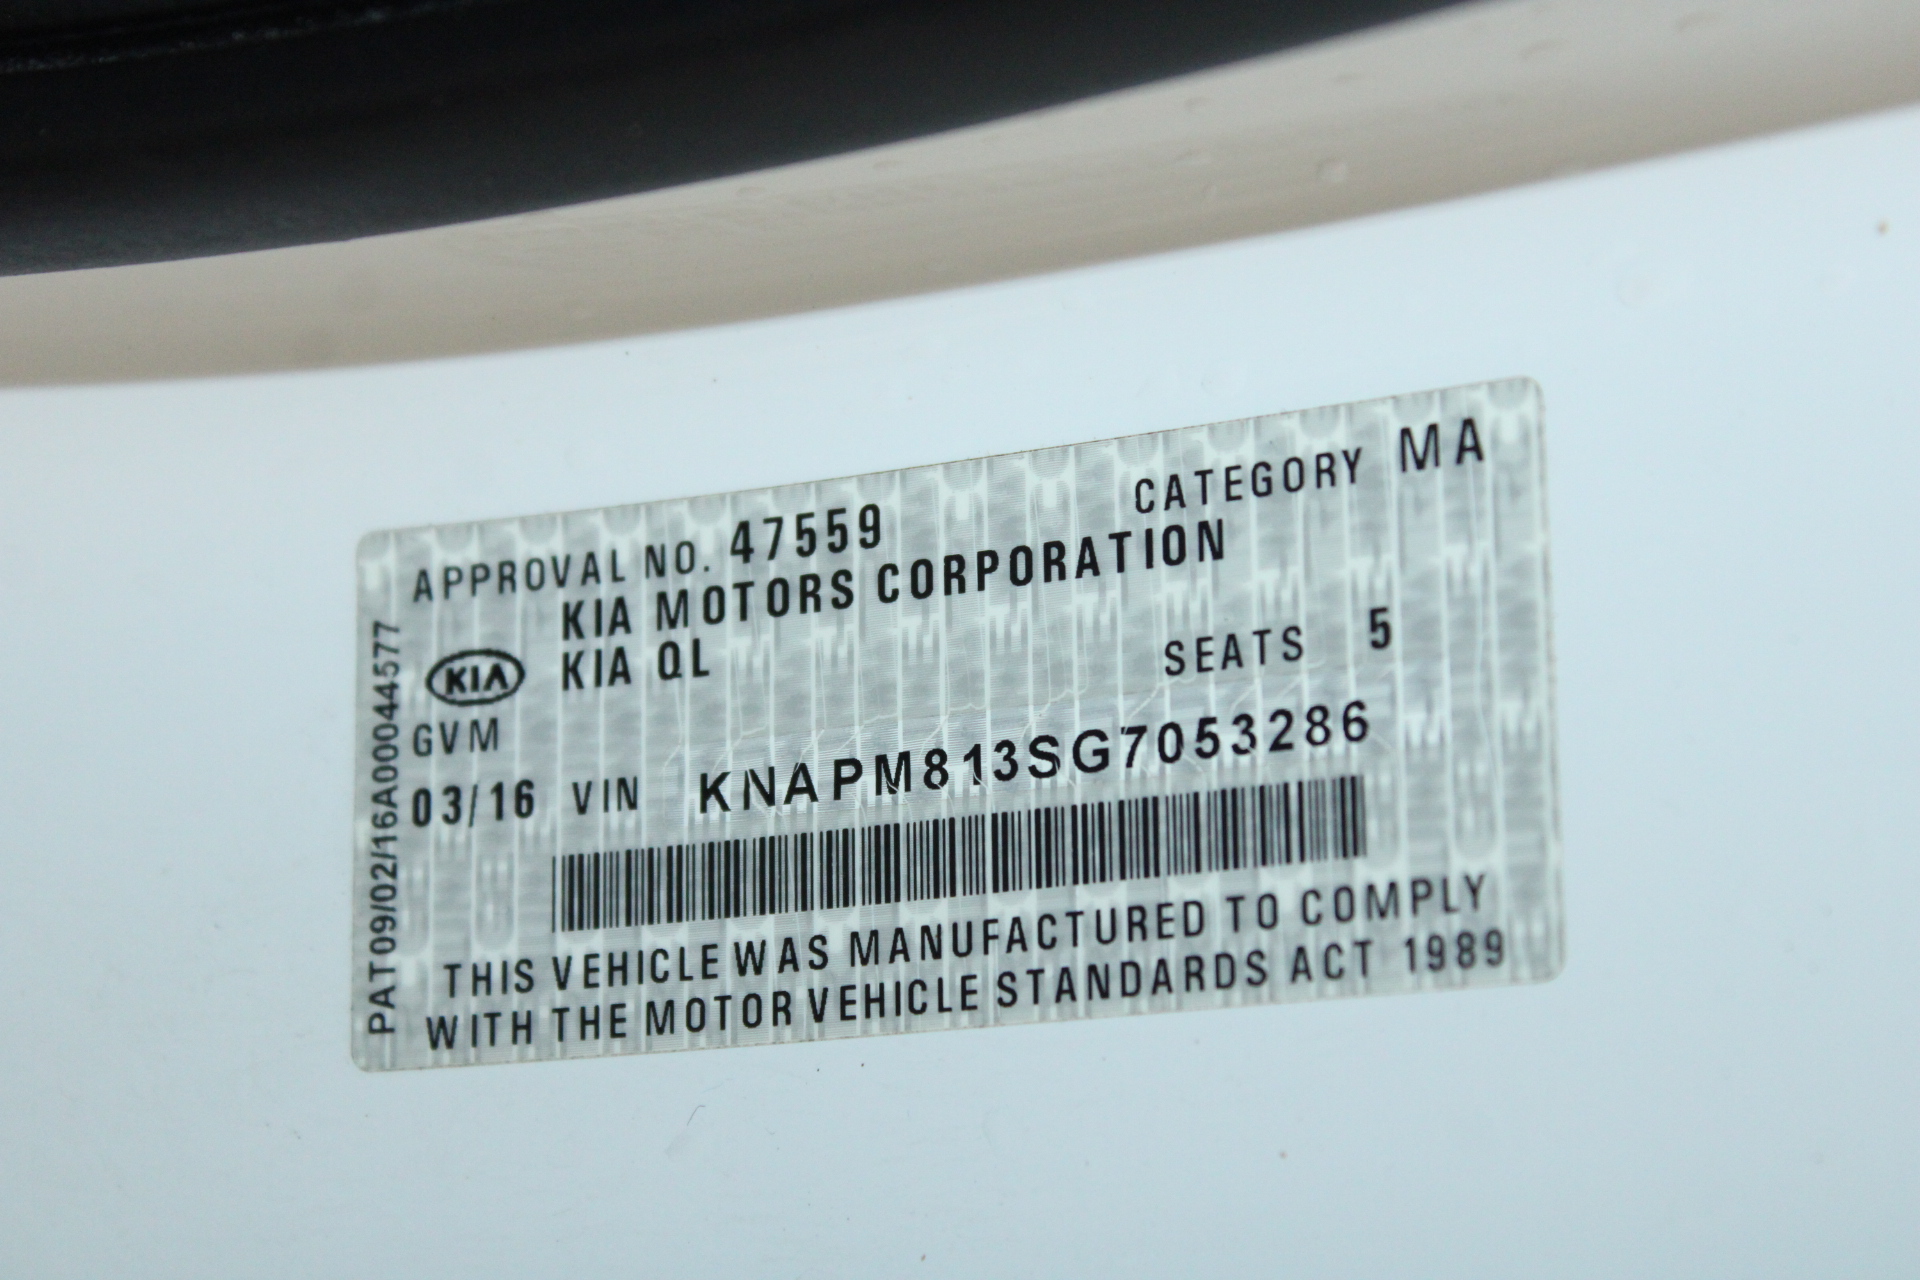 APPROVAL NO. 47559 CATEGORY MA
KIA MOTORS CORPORATION
KIA KIA QL SEATS 5
GVM
03/16 VIN KNAPM813SG7053286
THIS VEHICLE WAS MANUFACTURED TO COMPLY
WITH THE MOTOR VEHICLE STANDARDS ACT 1989
PAT09/02/16A00044577